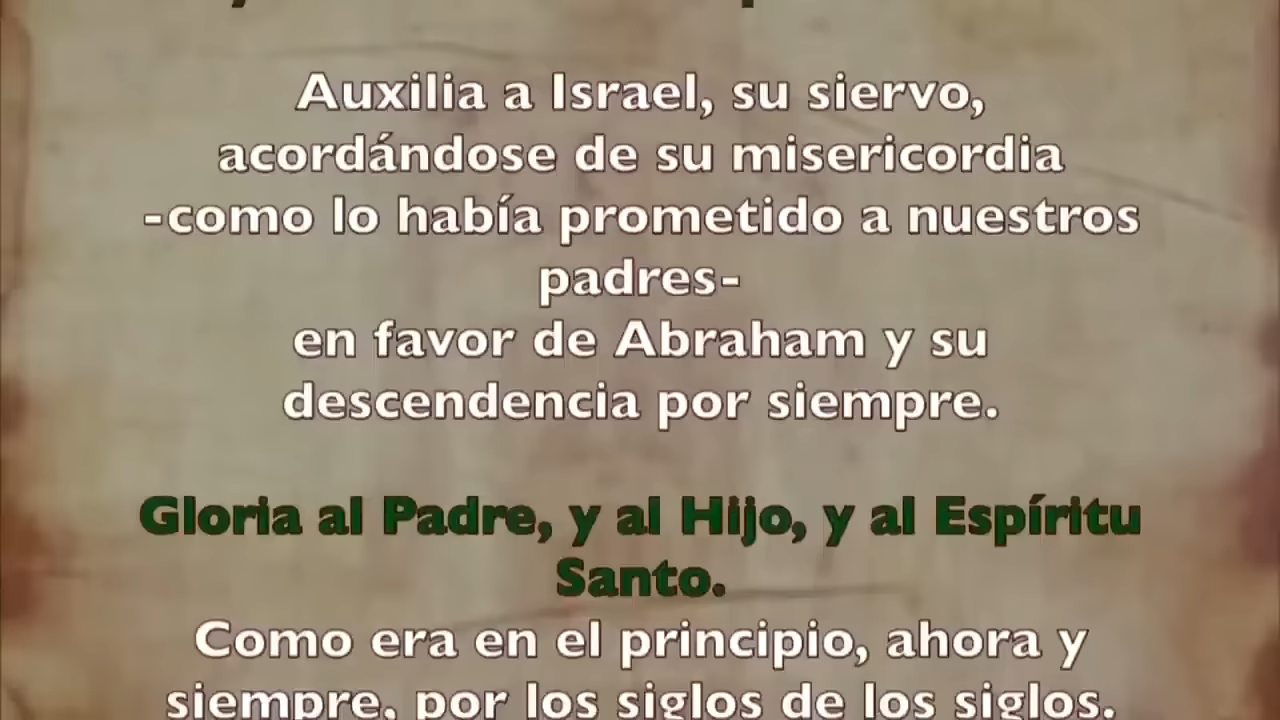 Auxilia a Israel, su siervo,
acordándose de su misericordia
-como lo había prometido a nuestros
padres-
en favor de Abraham y su
descendencia por siempre.
Gloria al Padre, y al Hijo, y al Espíritu
Santo.
Como era en el principio, ahora y
siempre, por los siglos de los siglos.